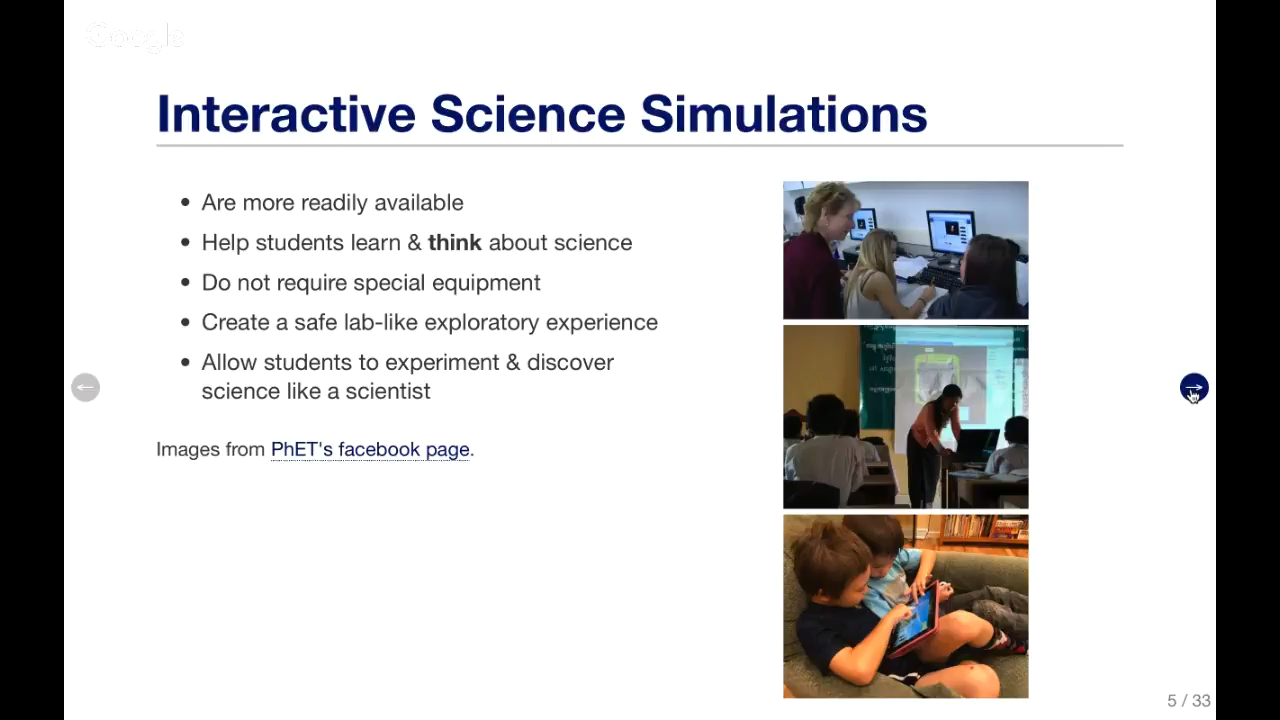 Google
Interactive Science Simulations
• Are more readily available
• Help students learn & think about science
• Do not require special equipment
• Create a safe lab-like exploratory experience
• Allow students to experiment & discover
science like a scientist
Images from PhET's facebook page.
5 / 33